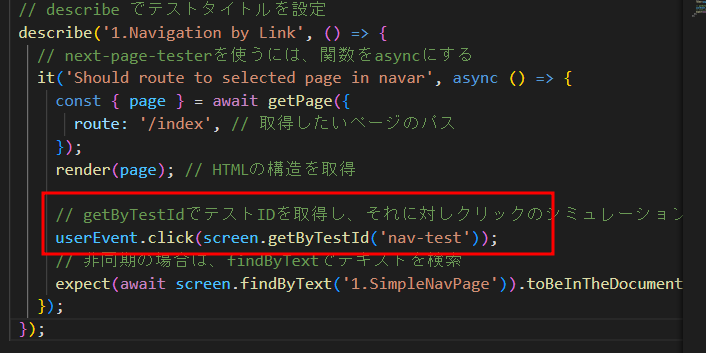 // describe でテストタイトルを設定
describe('1.Navigation by Link', () => {
// next-page-testerを使うには、関数をasyncにする
it('Should route to selected page in navar', async () => {
const { page } = await getPage({
route: '/index', // 取得したいページのパス
});
render(page); // HTMLの構造を取得
// getByTestIdでテストIDを取得し、それに対しクリックのシミュレーション
userEvent.click(screen.getByTestId('nav-test'));
// 非同期の場合は、findByTextでテキストを検索
expect(await screen.findByText('1.SimpleNavPage')).toBeInTheDocument
});
});